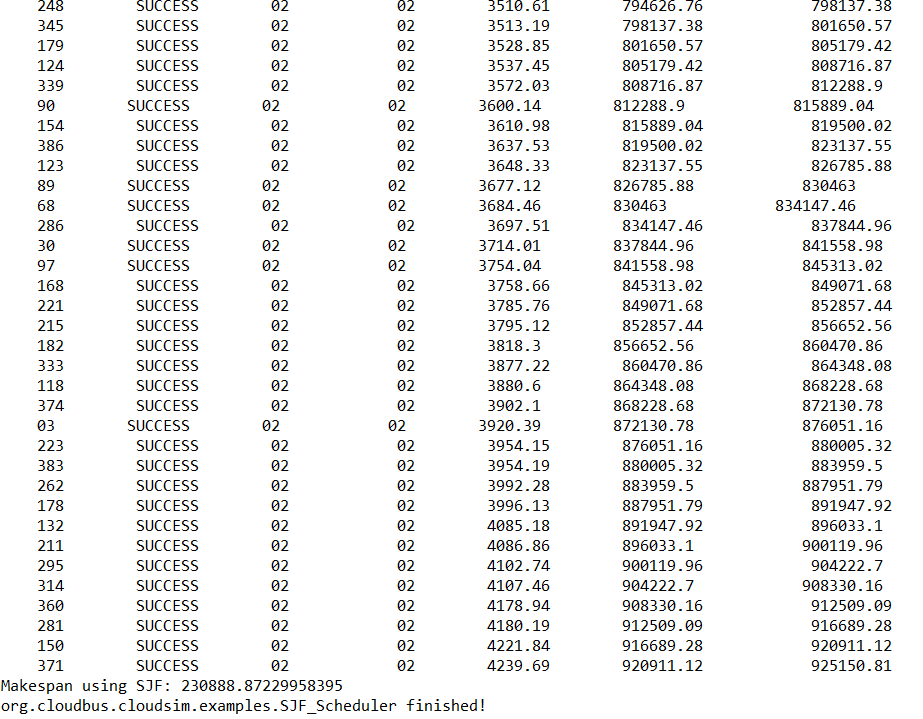 248 SUCCESS 02 02 3510.61 794626.76 798137.38
345 SUCCESS 02 02 3513.19 798137.38 801650.57
179 SUCCESS 02 02 3528.85 801650.57 805179.42
124 SUCCESS 02 02 3537.45 805179.42 808716.87
339 SUCCESS 02 02 3572.03 808716.87 812288.9
90 SUCCESS 02 02 3600.14 812288.9 815889.04
154 SUCCESS 02 02 3610.98 815889.04 819500.02
386 SUCCESS 02 02 3637.53 819500.02 823137.55
123 SUCCESS 02 02 3648.33 823137.55 826785.88
89 SUCCESS 02 02 3677.12 826785.88 830463
68 SUCCESS 02 02 3684.46 830463 834147.46
286 SUCCESS 02 02 3697.51 834147.46 837844.96
30 SUCCESS 02 02 3714.01 837844.96 841558.98
97 SUCCESS 02 02 3754.04 841558.98 845313.02
168 SUCCESS 02 02 3758.66 845313.02 849071.68
221 SUCCESS 02 02 3785.76 849071.68 852857.44
215 SUCCESS 02 02 3795.12 852857.44 856652.56
182 SUCCESS 02 02 3818.3 856652.56 860470.86
333 SUCCESS 02 02 3877.22 860470.86 864348.08
118 SUCCESS 02 02 3880.6 864348.08 868228.68
374 SUCCESS 02 02 3902.1 868228.68 872130.78
03 SUCCESS 02 02 3920.39 872130.78 876051.16
223 SUCCESS 02 02 3954.15 876051.16 880005.32
383 SUCCESS 02 02 3954.19 880005.32 883959.5
262 SUCCESS 02 02 3992.28 883959.5 887951.79
178 SUCCESS 02 02 3996.13 887951.79 891947.92
132 SUCCESS 02 02 4085.18 891947.92 896033.1
211 SUCCESS 02 02 4086.86 896033.1 900119.96
295 SUCCESS 02 02 4102.74 900119.96 904222.7
314 SUCCESS 02 02 4107.46 904222.7 908330.16
360 SUCCESS 02 02 4178.94 908330.16 912509.09
281 SUCCESS 02 02 4180.19 912509.09 916689.28
150 SUCCESS 02 02 4221.84 916689.28 920911.12
371 SUCCESS 02 02 4239.69 920911.12 925150.81
Makespan using SJF: 230888.87229958395
org.cloudbus.cloudsim.examples.SJF_Scheduler finished!